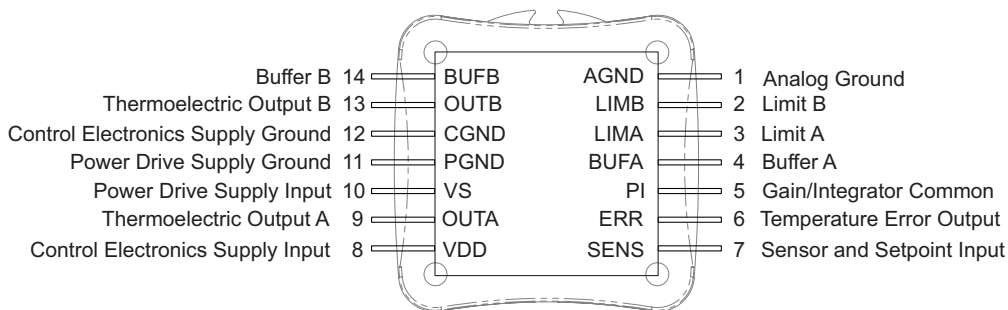 Buffer B 14 BUFB AGND 1 Analog Ground
Thermoelectric Output B 13 OUTB LIMB 2 Limit B
Control Electronics Supply Ground 12 CGND LIMA 3 Limit A
Power Drive Supply Ground 11 PGND BUFA 4 Buffer A
Power Drive Supply Input 10 VS PI 5 Gain/Integrator Common
Thermoelectric Output A 9 OUTA ERR 6 Temperature Error Output
Control Electronics Supply Input 8 VDD SENS 7 Sensor and Setpoint Input